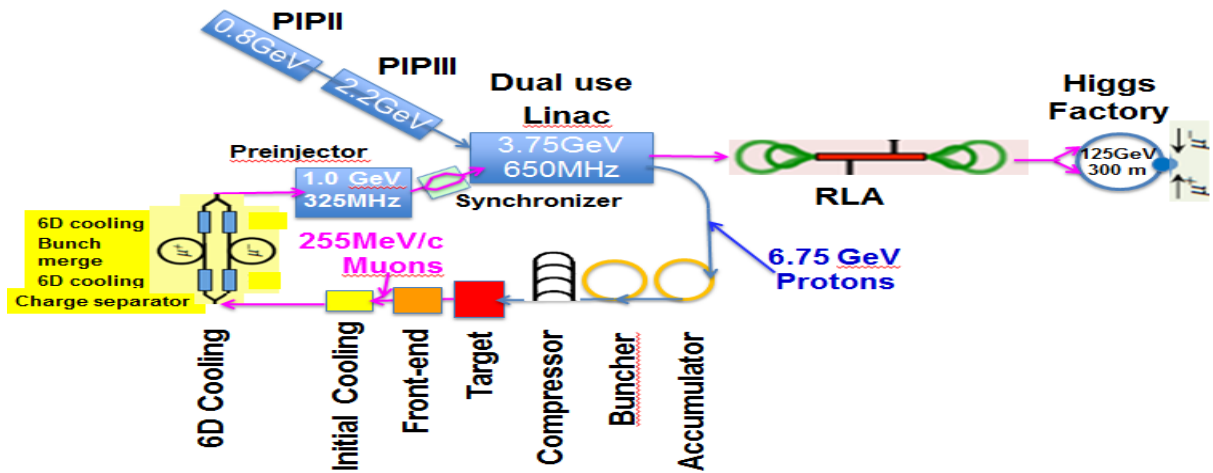 PIPII
0.8GeV
PIPIII
2.2GeV
Dual use
Linac
3.75GeV
650MHz
Higgs
Factory
125GeV
300 m
μ-
μ+
RLA
Preinjector
1.0 GeV
325MHz
Synchronizer
6D cooling
Bunch
merge
6D cooling
Charge separator
μ+
μ-
255MeV/c
Muons
6.75 GeV
Protons
6D Cooling
Initial Cooling
Front-end
Target
Compressor
Buncher
Accumulator